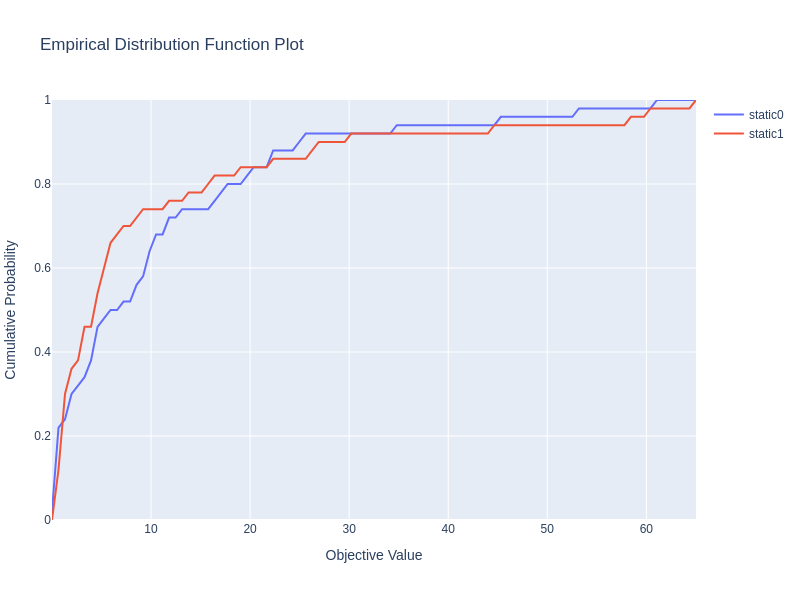 Empirical Distribution Function Plot
1
0.8
0.6
0.4
0.2
0
10
20
30
40
50
60
Objective Value
Cumulative Probability
static0
static1